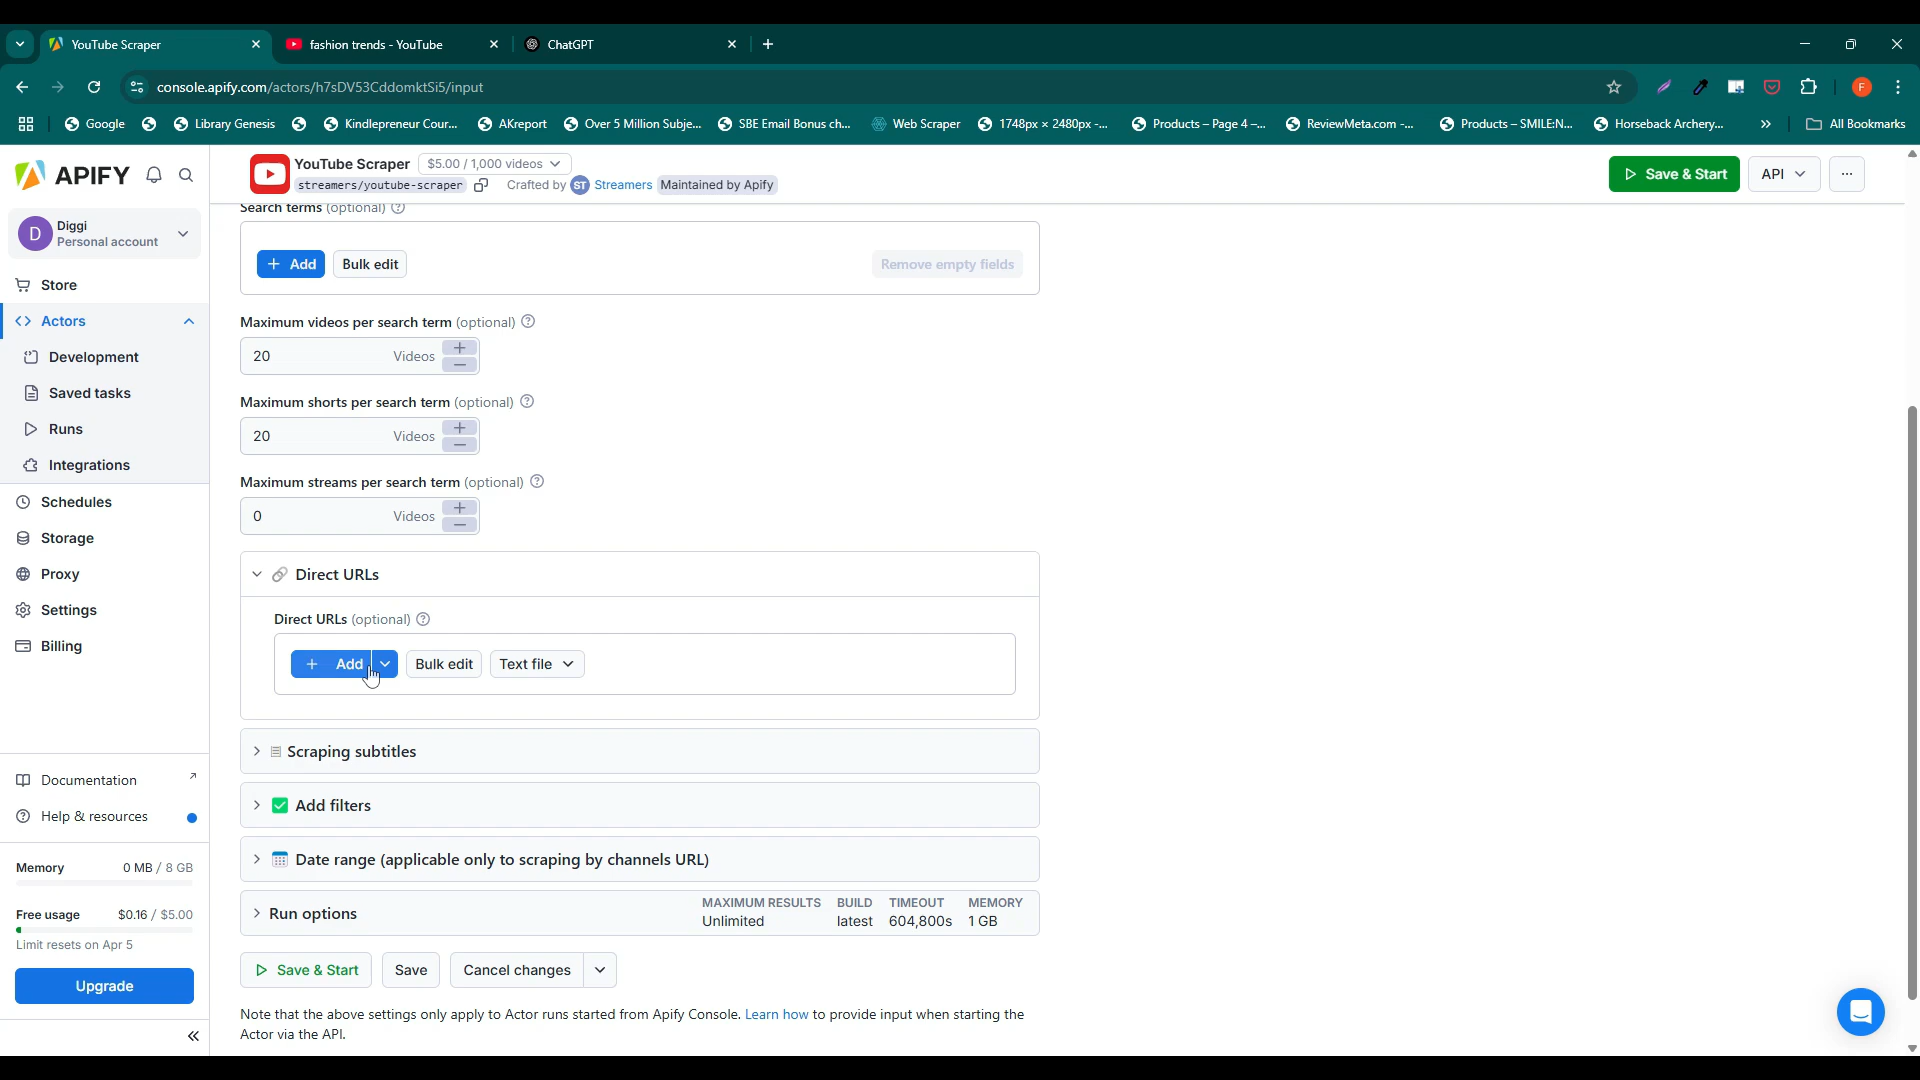 YouTube Scraper
fashion trends - YouTube
ChatGPT
console.apify.com/actors/h7sDV53CddomktSi5/input
F
Google
Library Genesis
Kindlepreneur Cour...
AKreport
Over 5 Million Subje...
SBE Email Bonus ch...
Web Scraper
1748px × 2480px -...
Products – Page 4 –...
ReviewMeta.com -...
Products – SMILE:N...
Horseback Archery...
All Bookmarks
APIFY
D
Diggi
Personal account
Store
Actors
Development
Saved tasks
Runs
Integrations
Schedules
Storage
Proxy
Settings
Billing
Documentation
Help & resources
Memory 0 MB / 8 GB
Free usage $0.16 / $5.00
Limit resets on Apr 5
Upgrade
YouTube Scraper $5.00 / 1,000 videos
streamers/youtube-scraper Crafted by ST Streamers Maintained by Apify
Save & Start
API
Search terms (optional)
+ Add Bulk edit Remove empty fields
Maximum videos per search term (optional)
20 Videos
Maximum shorts per search term (optional)
20 Videos
Maximum streams per search term (optional)
0 Videos
Direct URLs
Direct URLs (optional)
+ Add Bulk edit Text file
Scraping subtitles
Add filters
Date range (applicable only to scraping by channels URL)
Run options
MAXIMUM RESULTS BUILD TIMEOUT MEMORY
Unlimited latest 604,800s 1 GB
Save & Start Save Cancel changes
Note that the above settings only apply to Actor runs started from Apify Console. Learn how to provide input when starting the
Actor via the API.